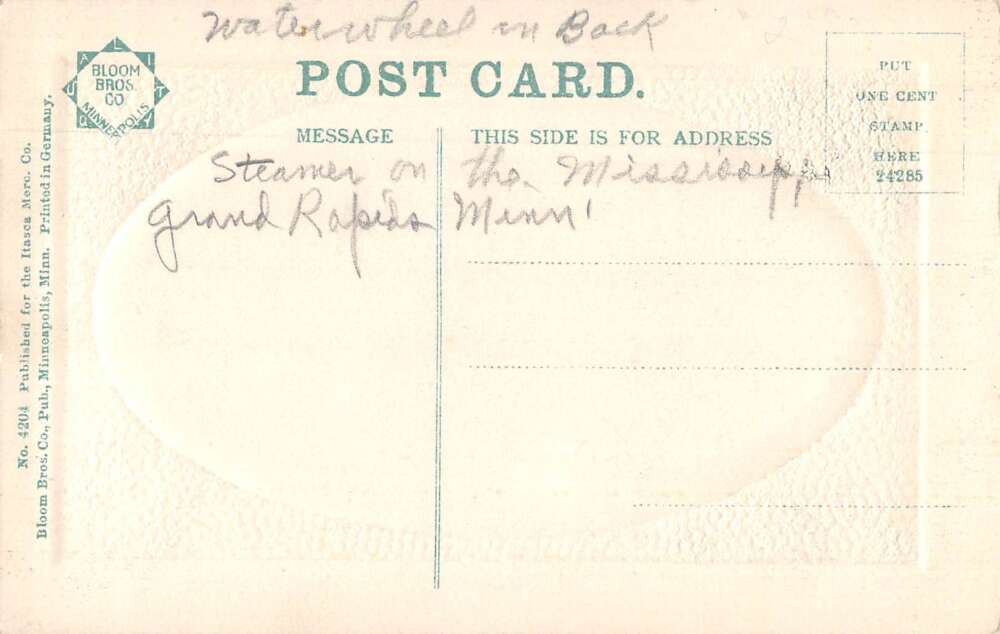 Waterwheel in Back
QUALITY
BLOOM
BROS.
CO
MINNEAPOLIS
POST CARD.
PUT
ONE CENT
STAMP
HERE
24285
MESSAGE
THIS SIDE IS FOR ADDRESS
Steamer on the Mississippi,
Grand Rapids Minn'
No. 4204 Published for the Itasca Merc. Co.
Bloom Bros. Co., Pub., Minneapolis, Minn. Printed in Germany.